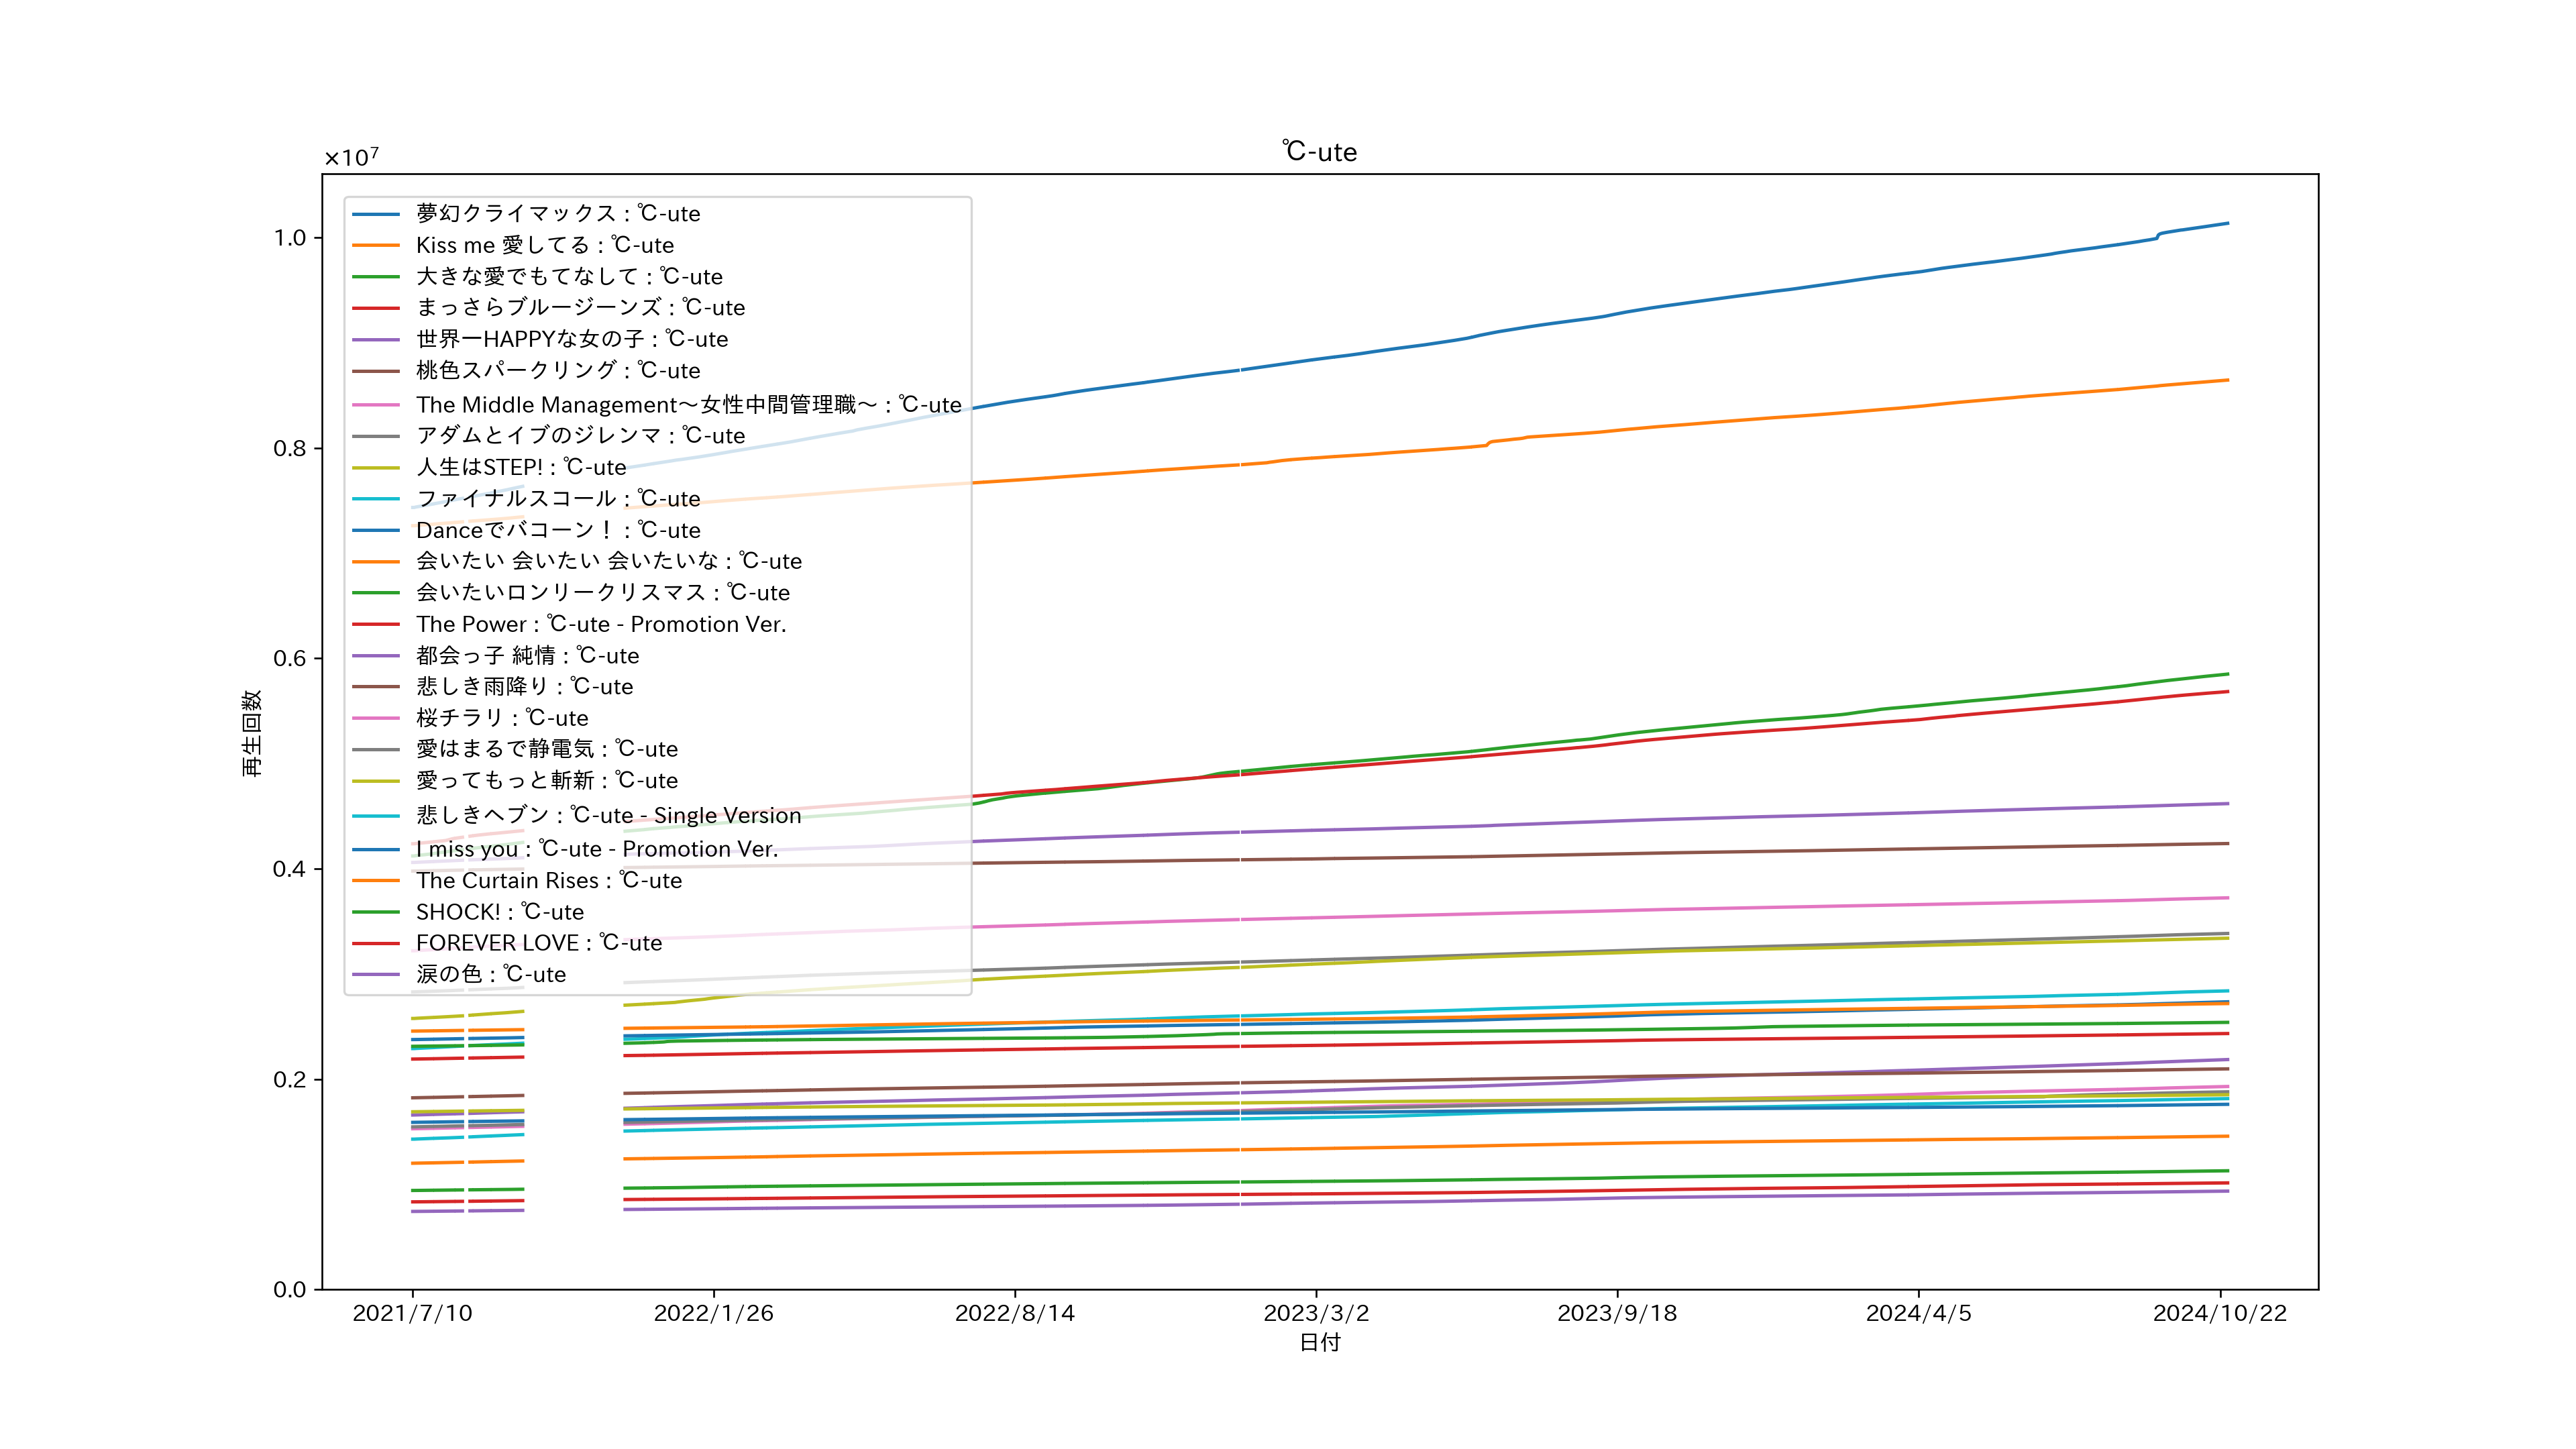 ℃-ute
×10⁷
1.0
0.8
0.6
0.4
0.2
0.0
再生回数
夢幻クライマックス : ℃-ute
Kiss me 愛してる : ℃-ute
大きな愛でもてなして : ℃-ute
まっさらブルージーンズ : ℃-ute
世界一HAPPYな女の子 : ℃-ute
桃色スパークリング : ℃-ute
The Middle Management〜女性中間管理職〜 : ℃-ute
アダムとイブのジレンマ : ℃-ute
人生はSTEP! : ℃-ute
ファイナルスコール : ℃-ute
Danceでバコーン！ : ℃-ute
会いたい 会いたい 会いたいな : ℃-ute
会いたいロンリークリスマス : ℃-ute
The Power : ℃-ute - Promotion Ver.
都会っ子 純情 : ℃-ute
悲しき雨降り : ℃-ute
桜チラリ : ℃-ute
愛はまるで静電気 : ℃-ute
愛ってもっと斬新 : ℃-ute
悲しきヘブン : ℃-ute - Single Version
I miss you : ℃-ute - Promotion Ver.
The Curtain Rises : ℃-ute
SHOCK! : ℃-ute
FOREVER LOVE : ℃-ute
涙の色 : ℃-ute
2021/7/10
2022/1/26
2022/8/14
2023/3/2
2023/9/18
2024/4/5
2024/10/22
日付